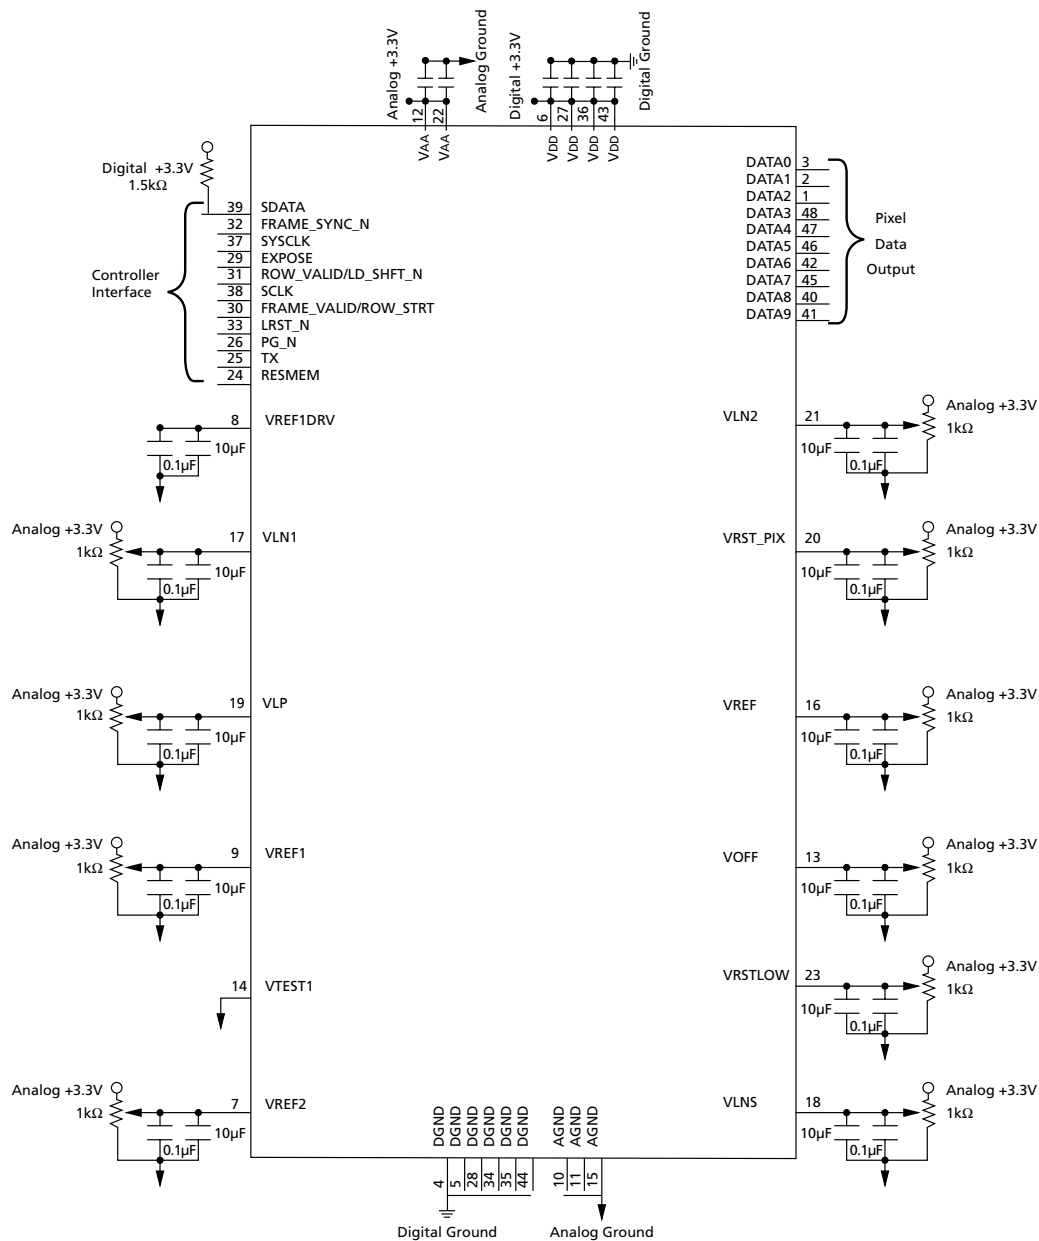 Analog +3.3V
Analog Ground
Digital +3.3V
Digital Ground
12
22
6
27
36
43
VAA
VAA
VDD
VDD
VDD
VDD
Digital +3.3V
1.5kΩ
Controller
Interface
39 SDATA
32 FRAME_SYNC_N
37 SYSCLK
29 EXPOSE
31 ROW_VALID/LD_SHFT_N
38 SCLK
30 FRAME_VALID/ROW_STRT
33 LRST_N
26 PG_N
25 TX
24 RESMEM
DATA0 3
DATA1 2
DATA2 1
DATA3 48
DATA4 47
DATA5 46
DATA6 42
DATA7 45
DATA8 40
DATA9 41
Pixel
Data
Output
8 VREF1DRV
10µF
0.1µF
VLN2 21
Analog +3.3V
1kΩ
10µF
0.1µF
Analog +3.3V
1kΩ
17 VLN1
10µF
0.1µF
VRST_PIX 20
Analog +3.3V
1kΩ
10µF
0.1µF
Analog +3.3V
1kΩ
19 VLP
10µF
0.1µF
VREF 16
Analog +3.3V
1kΩ
10µF
0.1µF
Analog +3.3V
1kΩ
9 VREF1
10µF
0.1µF
VOFF 13
Analog +3.3V
1kΩ
10µF
0.1µF
14 VTEST1
VRSTLOW 23
Analog +3.3V
1kΩ
10µF
0.1µF
Analog +3.3V
1kΩ
7 VREF2
10µF
0.1µF
VLNS 18
Analog +3.3V
1kΩ
10µF
0.1µF
DGND
DGND
DGND
DGND
DGND
DGND
AGND
AGND
AGND
4
5
28
34
35
44
10
11
15
Digital Ground
Analog Ground